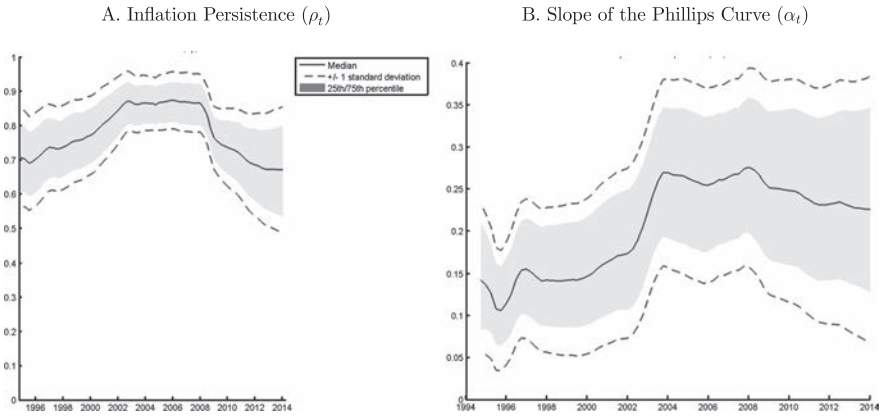 A. Inflation Persistence (ρt)
B. Slope of the Phillips Curve (αt)
1
0.9
0.8
0.7
0.6
0.5
0.4
0.3
0.2
0.1
0
1996 1998 2000 2002 2004 2006 2008 2010 2012 2014
Median
+/- 1 standard deviation
25th/75th percentile
0.4
0.35
0.3
0.25
0.2
0.15
0.1
0.05
0
1994 1996 1998 2000 2002 2004 2006 2008 2010 2012 2014